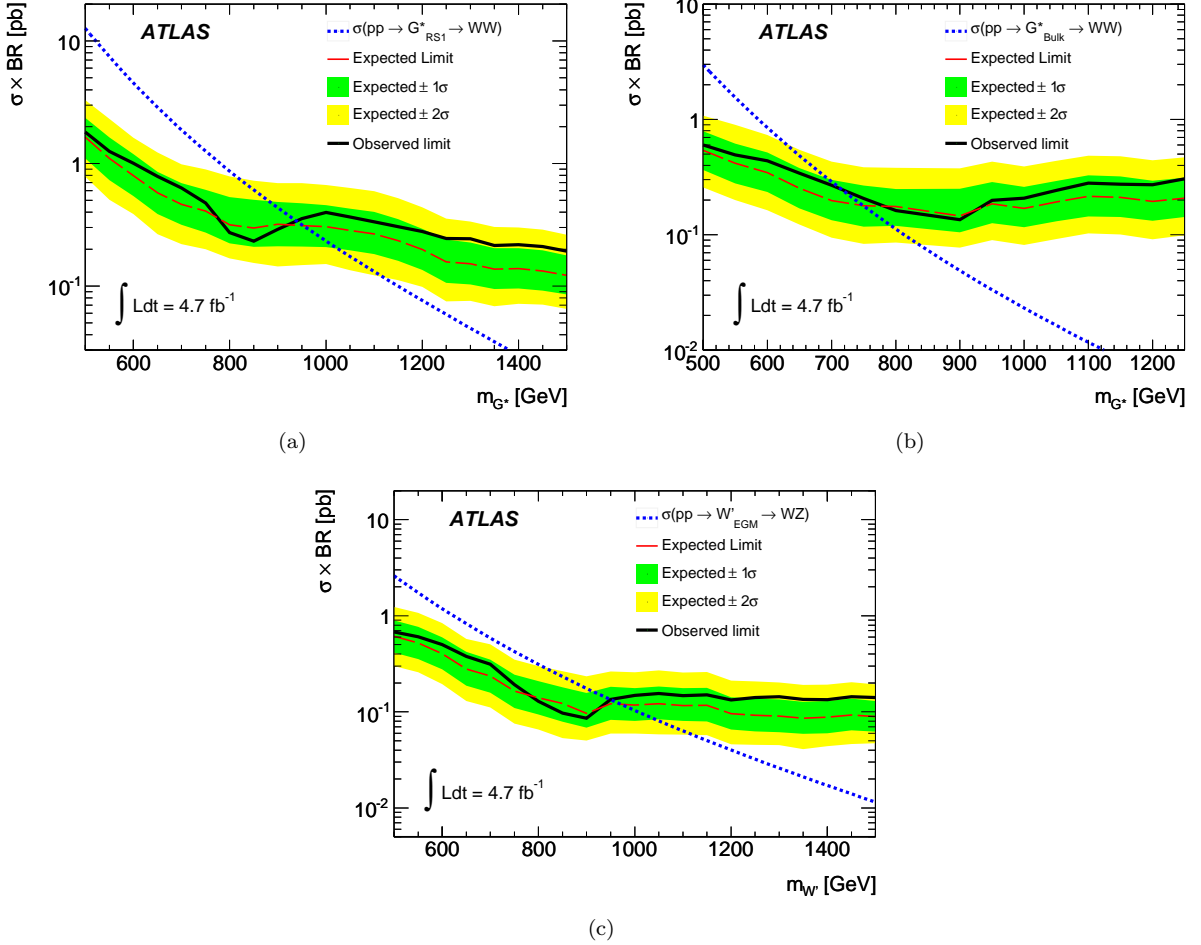 ATLAS
σ(pp → G*RS1 → WW)
Expected Limit
Expected ± 1σ
Expected ± 2σ
Observed limit
σ × BR [pb]
10
1
10-1
∫ Ldt = 4.7 fb-1
600 800 1000 1200 1400
mG* [GeV]
(a)
ATLAS
σ(pp → G*Bulk → WW)
Expected Limit
Expected ± 1σ
Expected ± 2σ
Observed limit
σ × BR [pb]
10
1
10-1
10-2
∫ Ldt = 4.7 fb-1
500 600 700 800 900 1000 1100 1200
mG* [GeV]
(b)
ATLAS
σ(pp → W'EGM → WZ)
Expected Limit
Expected ± 1σ
Expected ± 2σ
Observed limit
σ × BR [pb]
10
1
10-1
10-2
∫ Ldt = 4.7 fb-1
600 800 1000 1200 1400
mW' [GeV]
(c)